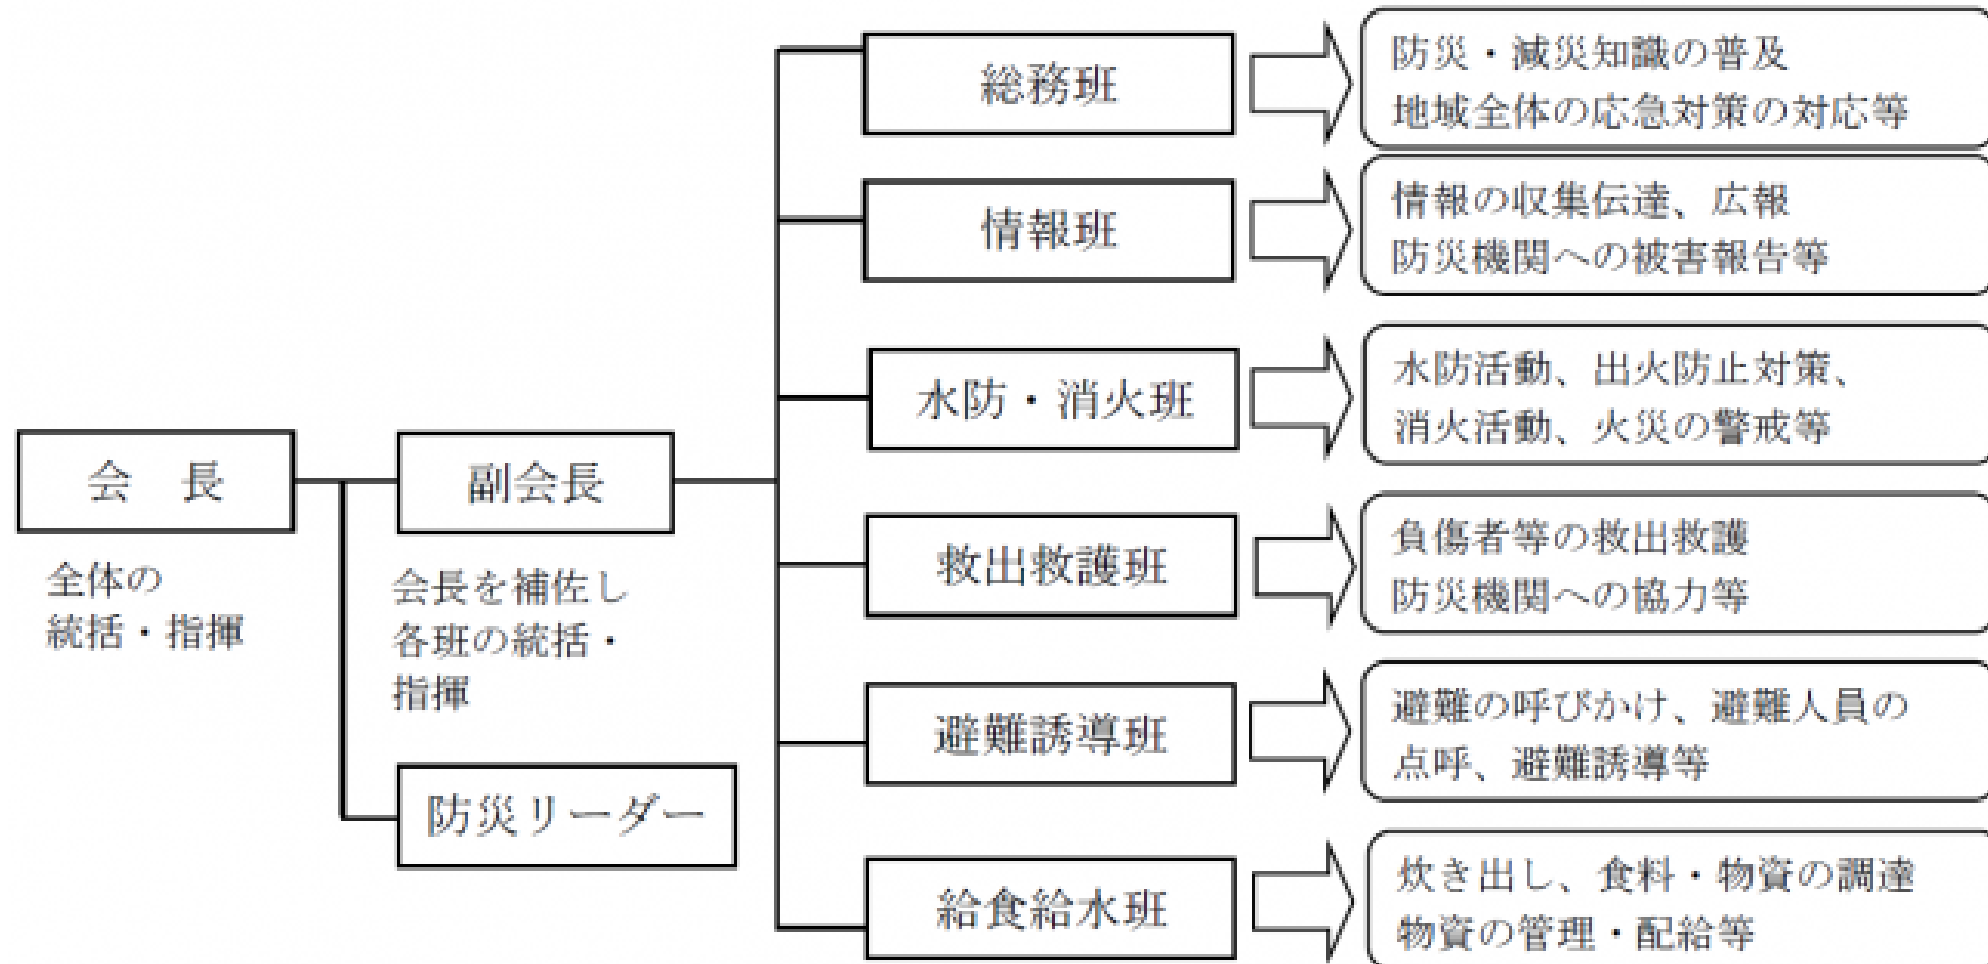 総務班
防災・減災知識の普及
地域全体の応急対策の対応等
情報班
情報の収集伝達、広報
防災機関への被害報告等
水防・消火班
水防活動、出火防止対策、
消火活動、火災の警戒等
会　長
全体の
統括・指揮
副会長
会長を補佐し
各班の統括・
指揮
防災リーダー
救出救護班
負傷者等の救出救護
防災機関への協力等
避難誘導班
避難の呼びかけ、避難人員の
点呼、避難誘導等
給食給水班
炊き出し、食料・物資の調達
物資の管理・配給等